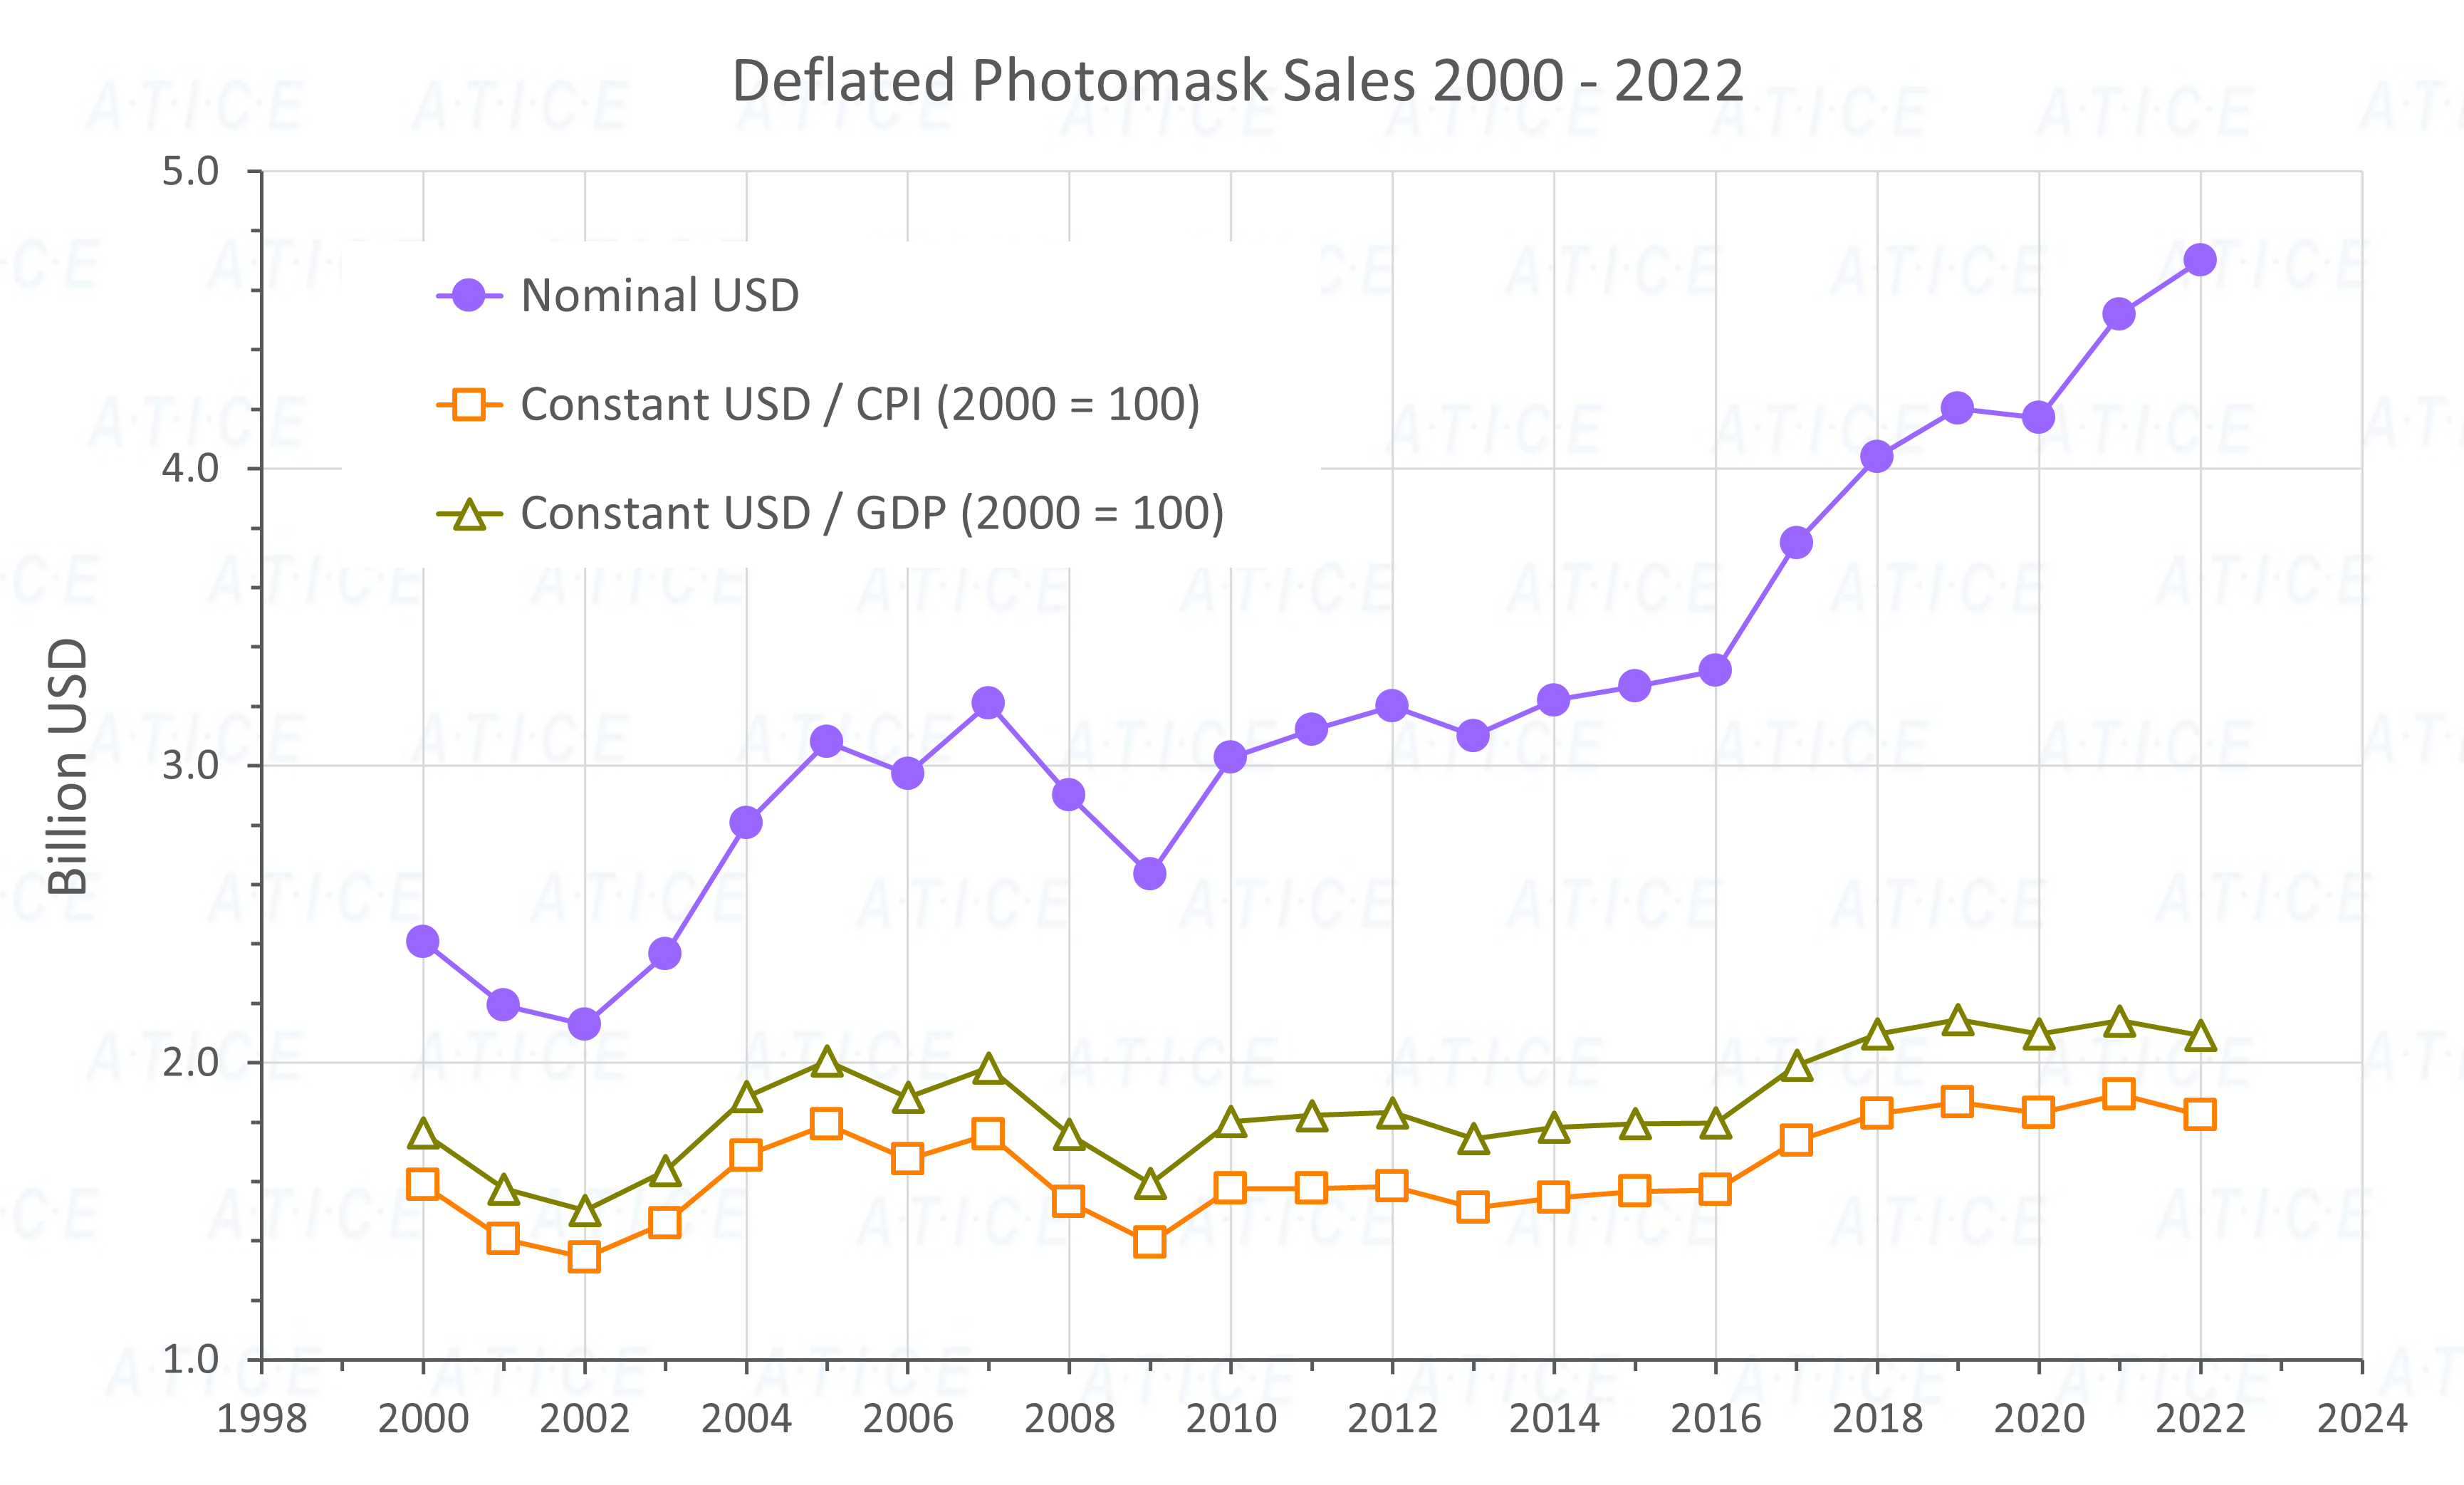 Deflated Photomask Sales 2000 - 2022
5.0
4.0
3.0
2.0
1.0
Billion USD
Nominal USD
Constant USD / CPI (2000 = 100)
Constant USD / GDP (2000 = 100)
1998 2000 2002 2004 2006 2008 2010 2012 2014 2016 2018 2020 2022 2024
A·T·I·C·E